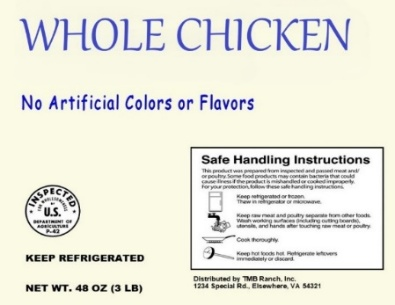 WHOLE CHICKEN
No Artificial Colors or Flavors
Safe Handling Instructions
This product was prepared from inspected and passed meat and/
or poultry. Some food products may contain bacteria that could
cause illness if the product is mishandled or cooked improperly.
For your protection, follow these safe handling instructions.
Keep refrigerated or frozen.
Thaw in refrigerator or microwave.
Keep raw meat and poultry separate from other foods.
Wash working surfaces (including cutting boards),
utensils, and hands after touching raw meat or poultry.
Cook thoroughly.
Keep hot foods hot. Refrigerate leftovers
immediately or discard.
INSPECTED
FOR WHOLESOMENESS
BY
U.S.
DEPARTMENT OF
AGRICULTURE
P-42
KEEP REFRIGERATED
NET WT. 48 OZ (3 LB)
Distributed by TMB Ranch, Inc.
1234 Special Rd., Elsewhere, VA 54321